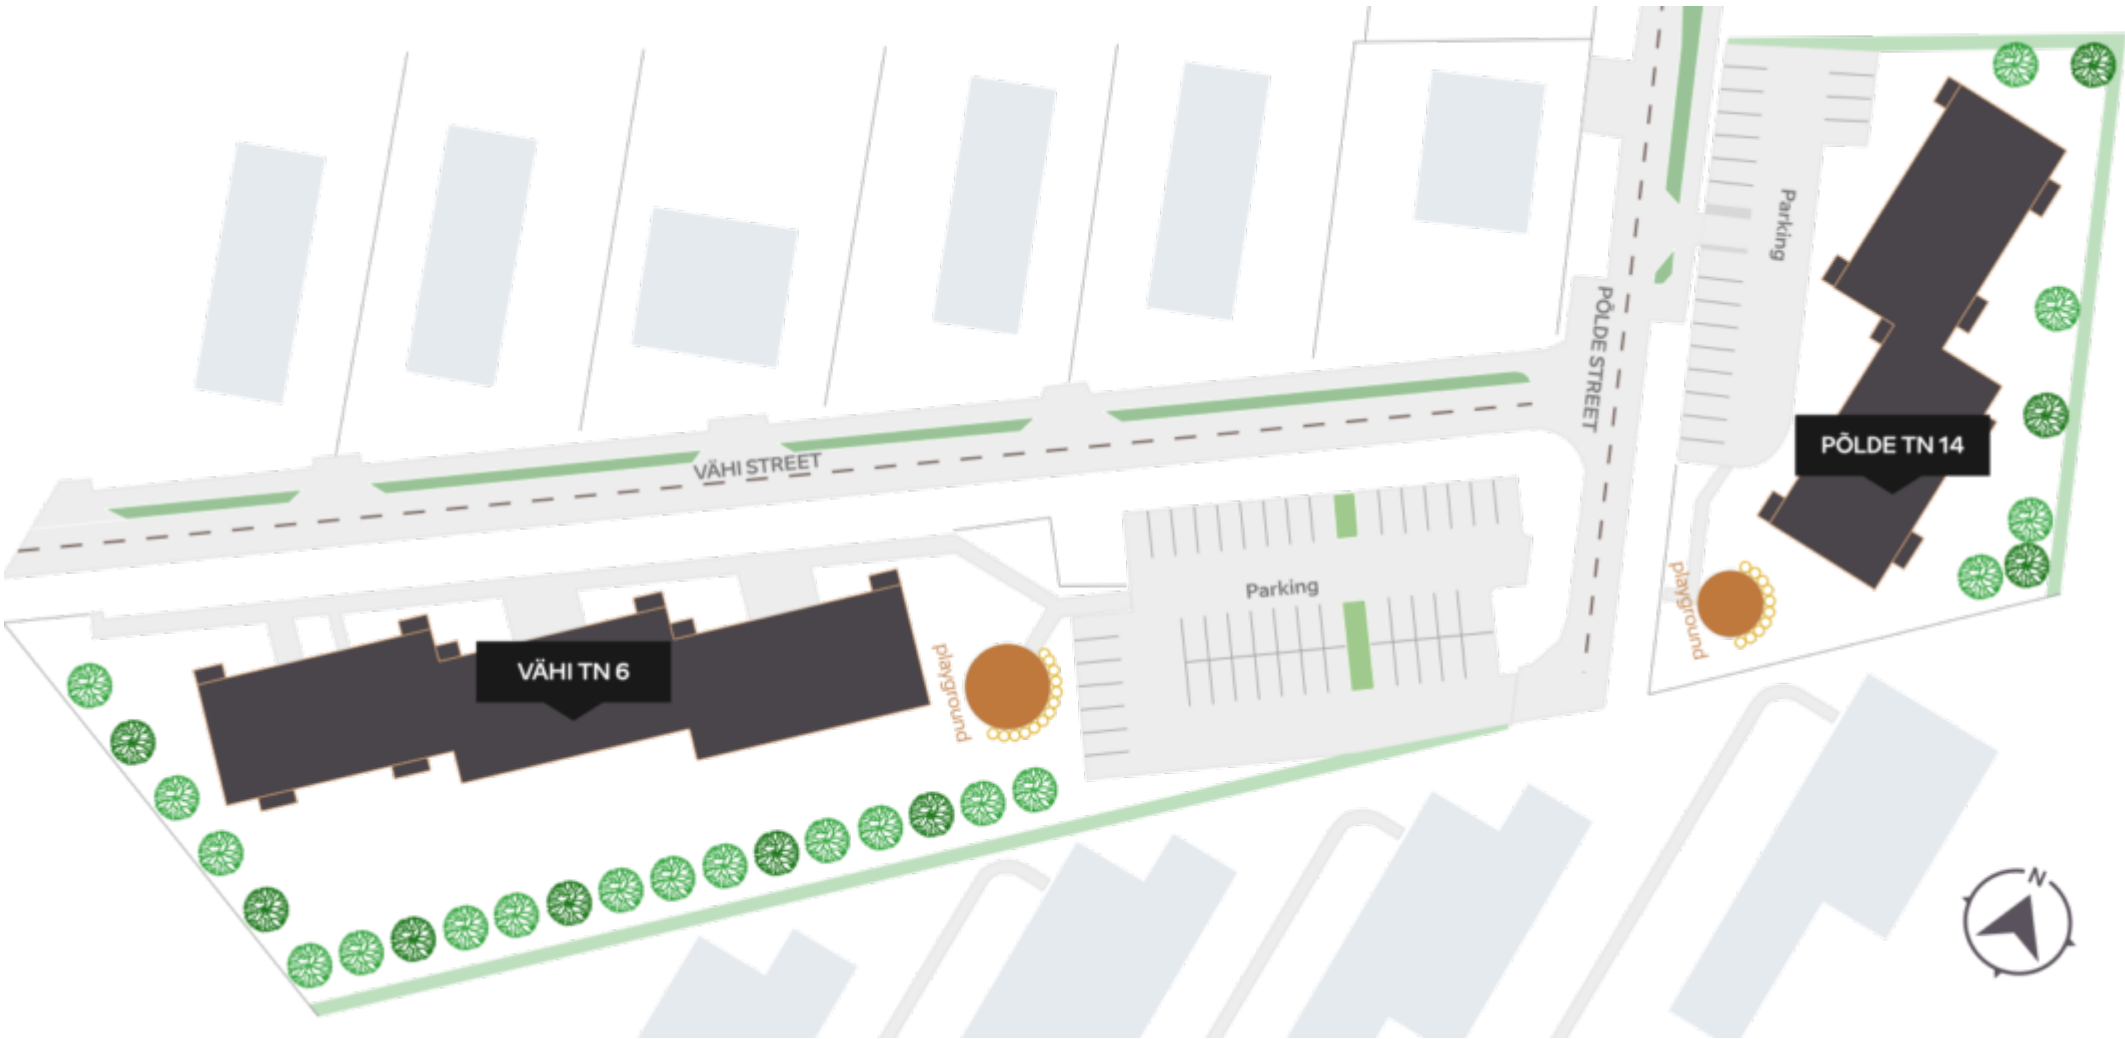 Parking
PÕLDE STREET
PÕLDE TN 14
VÄHI STREET
Parking
playground
VÄHI TN 6
playground
N